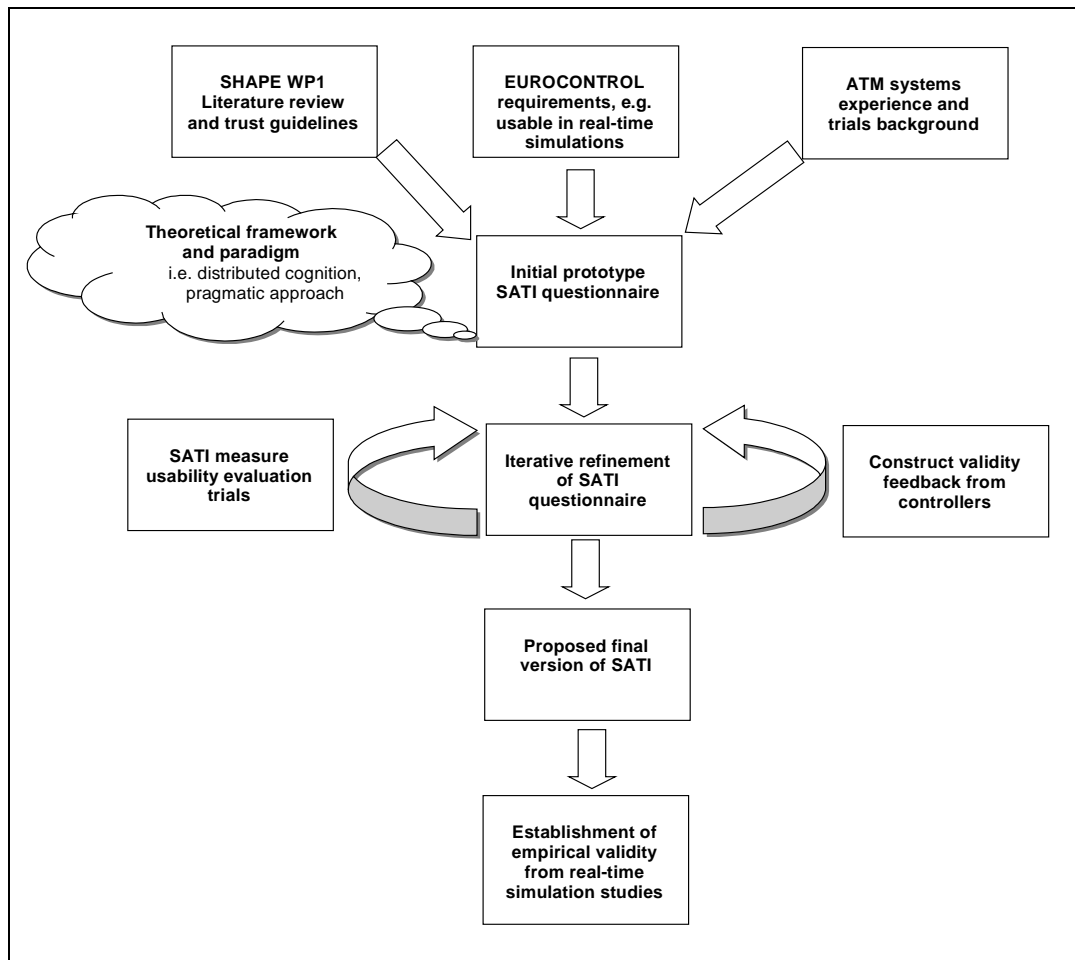 SHAPE WP1
Literature review
and trust guidelines
EUROCONTROL
requirements, e.g.
usable in real-time
simulations
ATM systems
experience and
trials background
Theoretical framework
and paradigm
i.e. distributed cognition,
pragmatic approach
Initial prototype
SATI questionnaire
SATI measure
usability evaluation
trials
Iterative refinement
of SATI
questionnaire
Construct validity
feedback from
controllers
Proposed final
version of SATI
Establishment of
empirical validity
from real-time
simulation studies